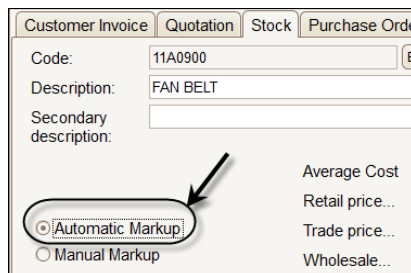 Customer Invoice Quotation Stock Purchase Orde
Code: 11A0900
Description: FAN BELT
Secondary
description:
Average Cost
Retail price...
Automatic Markup Trade price...
Manual Markup Wholesale...